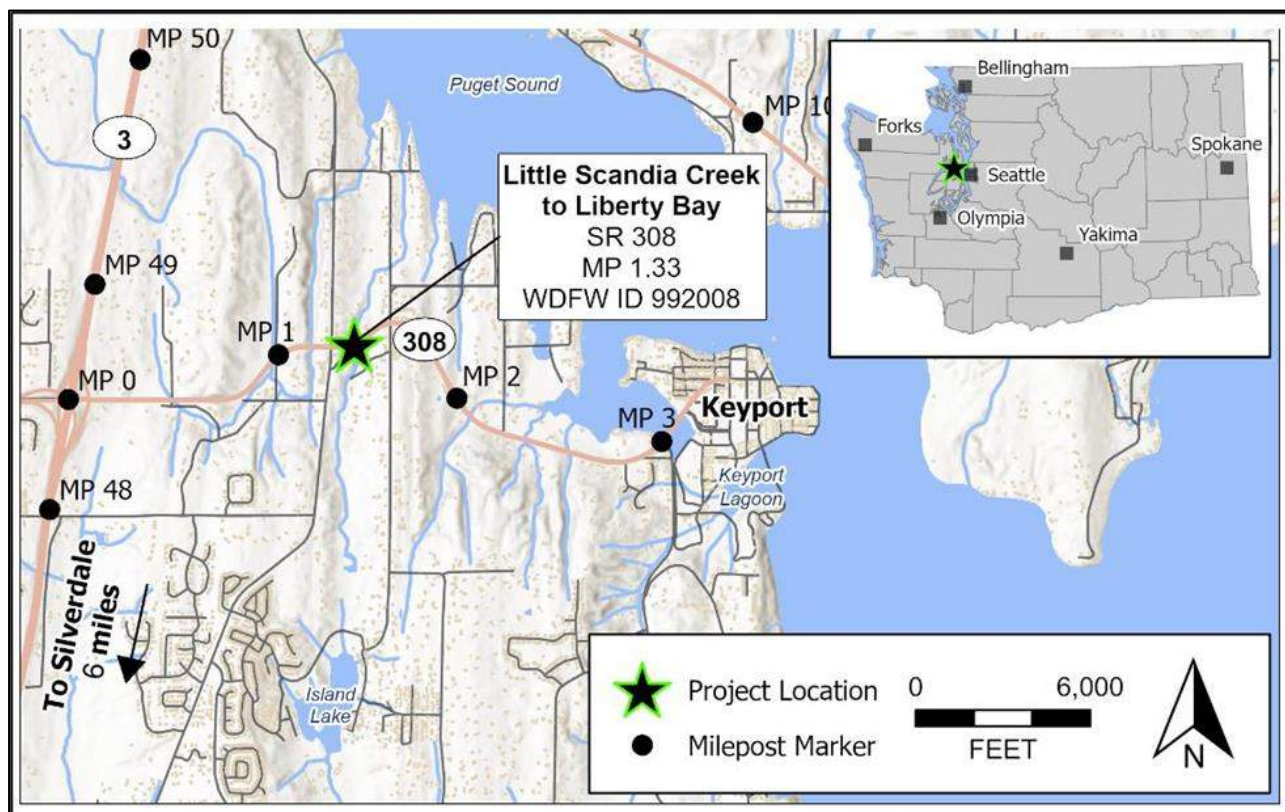 MP 50
Puget Sound
MP 10
3
Little Scandia Creek
to Liberty Bay
SR 308
MP 1.33
WDFW ID 992008
MP 49
MP 1
308
MP 0
MP 2
MP 3
Keyport
Keyport
Lagoon
MP 48
To Silverdale
6 miles
Island
Lake
Bellingham
Forks
Spokane
Seattle
Olympia
Yakima
Project Location
Milepost Marker
0
6,000
FEET
N